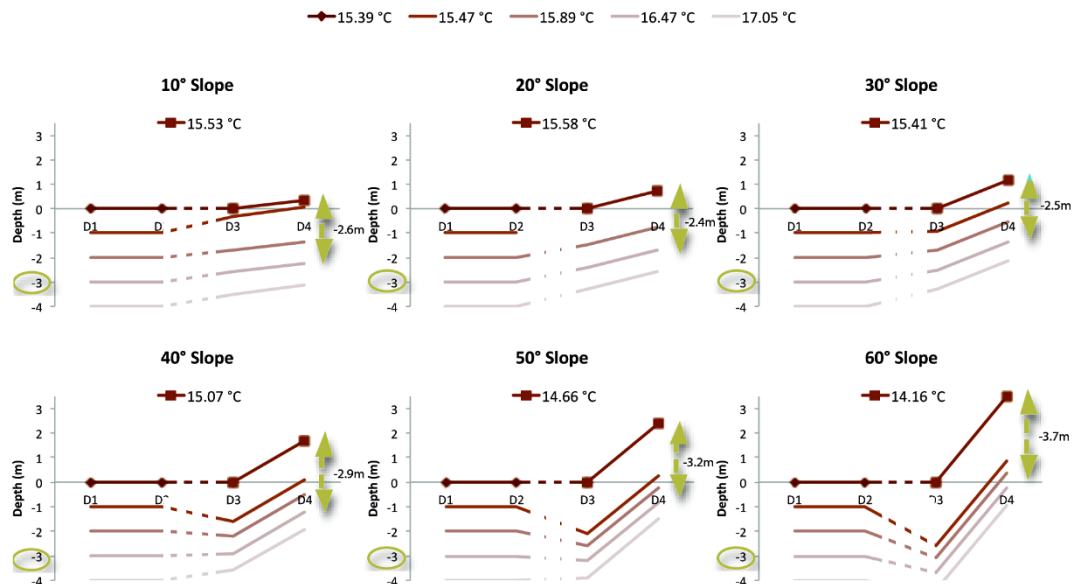 15.39 °C 15.47 °C 15.89 °C 16.47 °C 17.05 °C
10° Slope 20° Slope 30° Slope
15.53 °C 15.58 °C 15.41 °C
3 3 3
2 2 2
1 1 1
0 0 0
D1 D D3 D4 D1 D2 D3 D4 D1 D2 D3 D4
-2.6m -2.4m -2.5m
-1 -1 -1
-2 -2 -2
-3 -3 -3
-4 -4 -4
Depth (m) Depth (m) Depth (m)
40° Slope 50° Slope 60° Slope
15.07 °C 14.66 °C 14.16 °C
3 3 3
2 2 2
1 1 1
-2.9m -3.2m -3.7m
0 0 0
D1 D3 D4 D1 D2 D3 D4 D1 D2 D4
-1 -1 -1
-2 -2 -2
-3 -3 -3
-4 -4 -4
Depth (m) Depth (m) Depth (m)